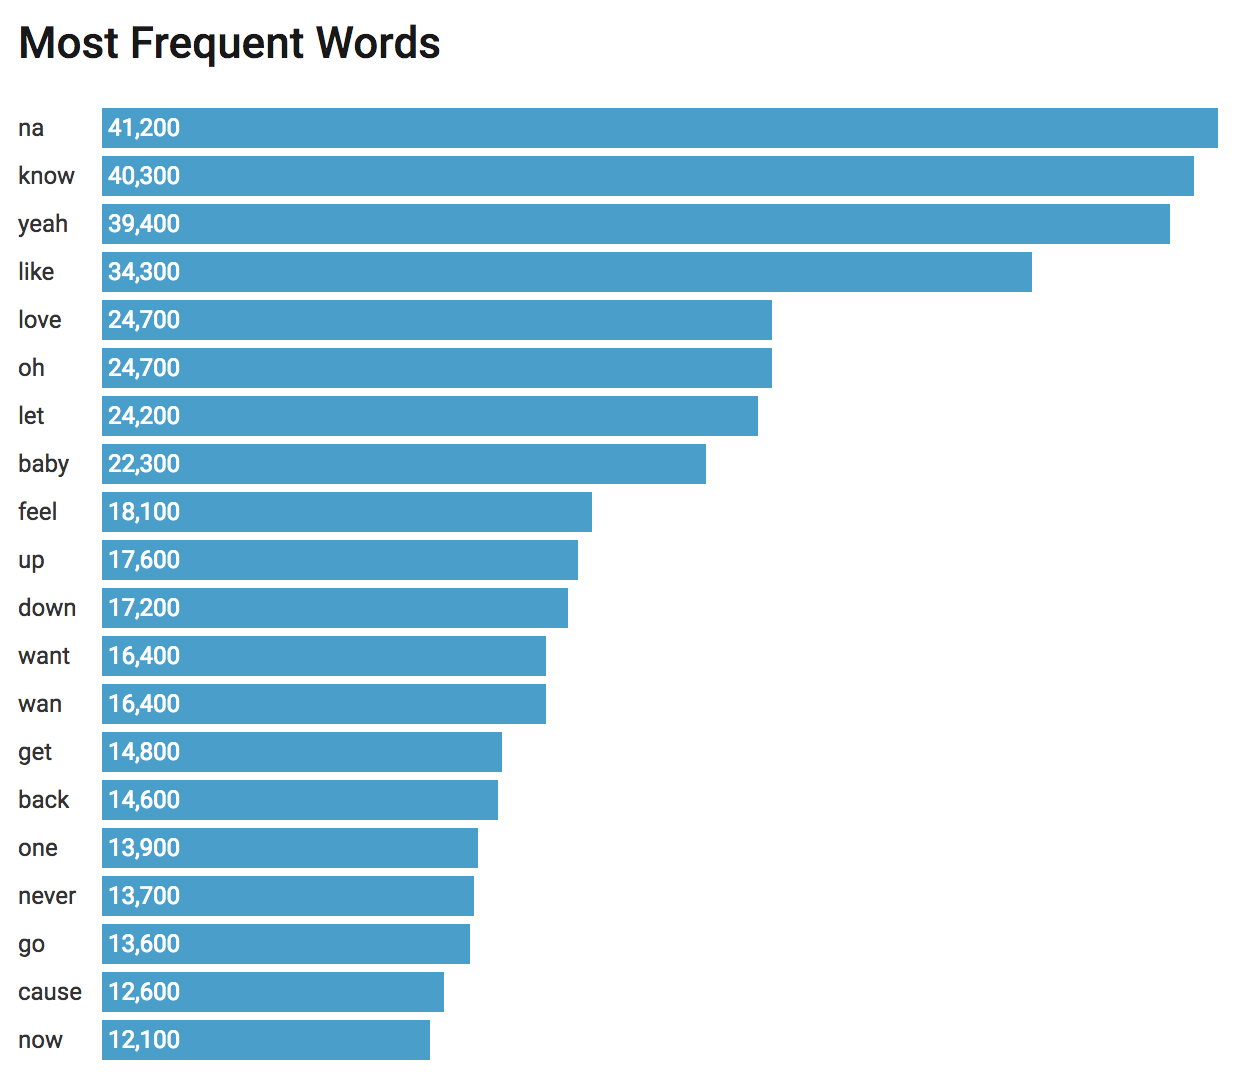 Most Frequent Words
na 41,200
know 40,300
yeah 39,400
like 34,300
love 24,700
oh 24,700
let 24,200
baby 22,300
feel 18,100
up 17,600
down 17,200
want 16,400
wan 16,400
get 14,800
back 14,600
one 13,900
never 13,700
go 13,600
cause 12,600
now 12,100